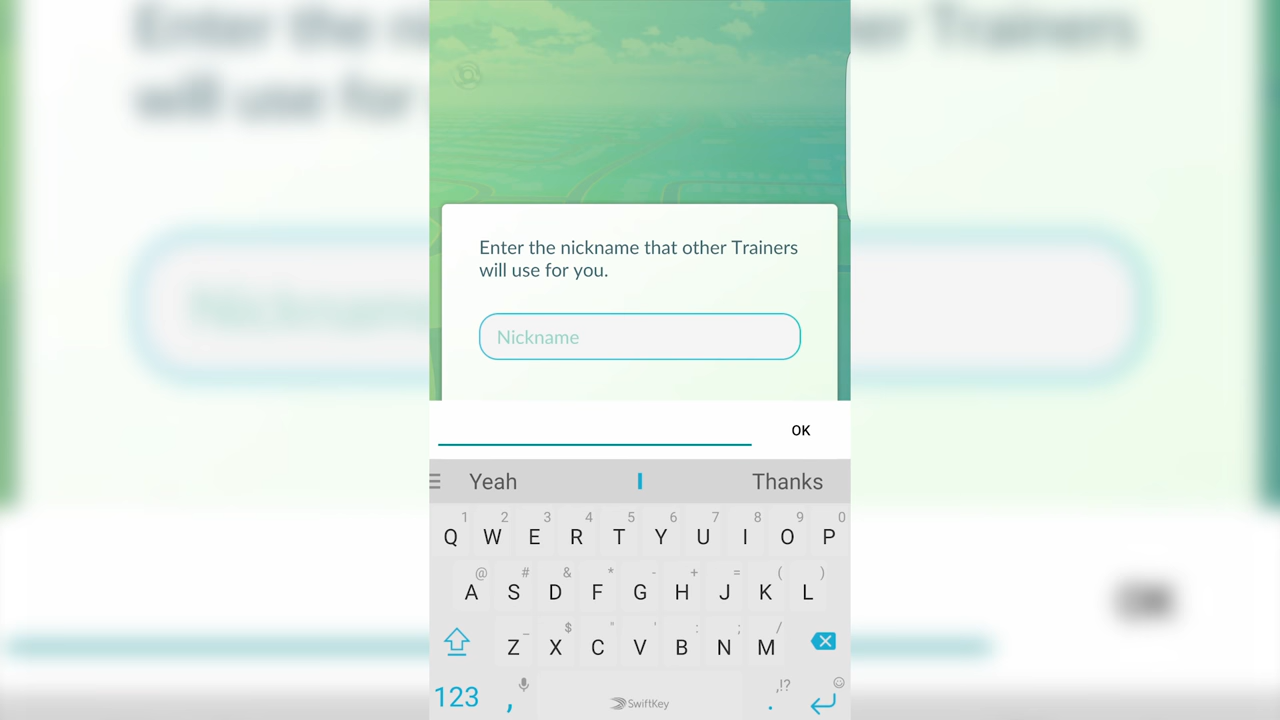 Enter the nickname that other Trainers
will use for you.
Nickname
OK
Yeah I Thanks
1 2 3 4 5 6 7 8 9 0
Q W E R T Y U I O P
@ # & * - + = ( )
A S D F G H J K L
_ $ " ' : ; /
Z X C V B N M
123 , SwiftKey . ,!?